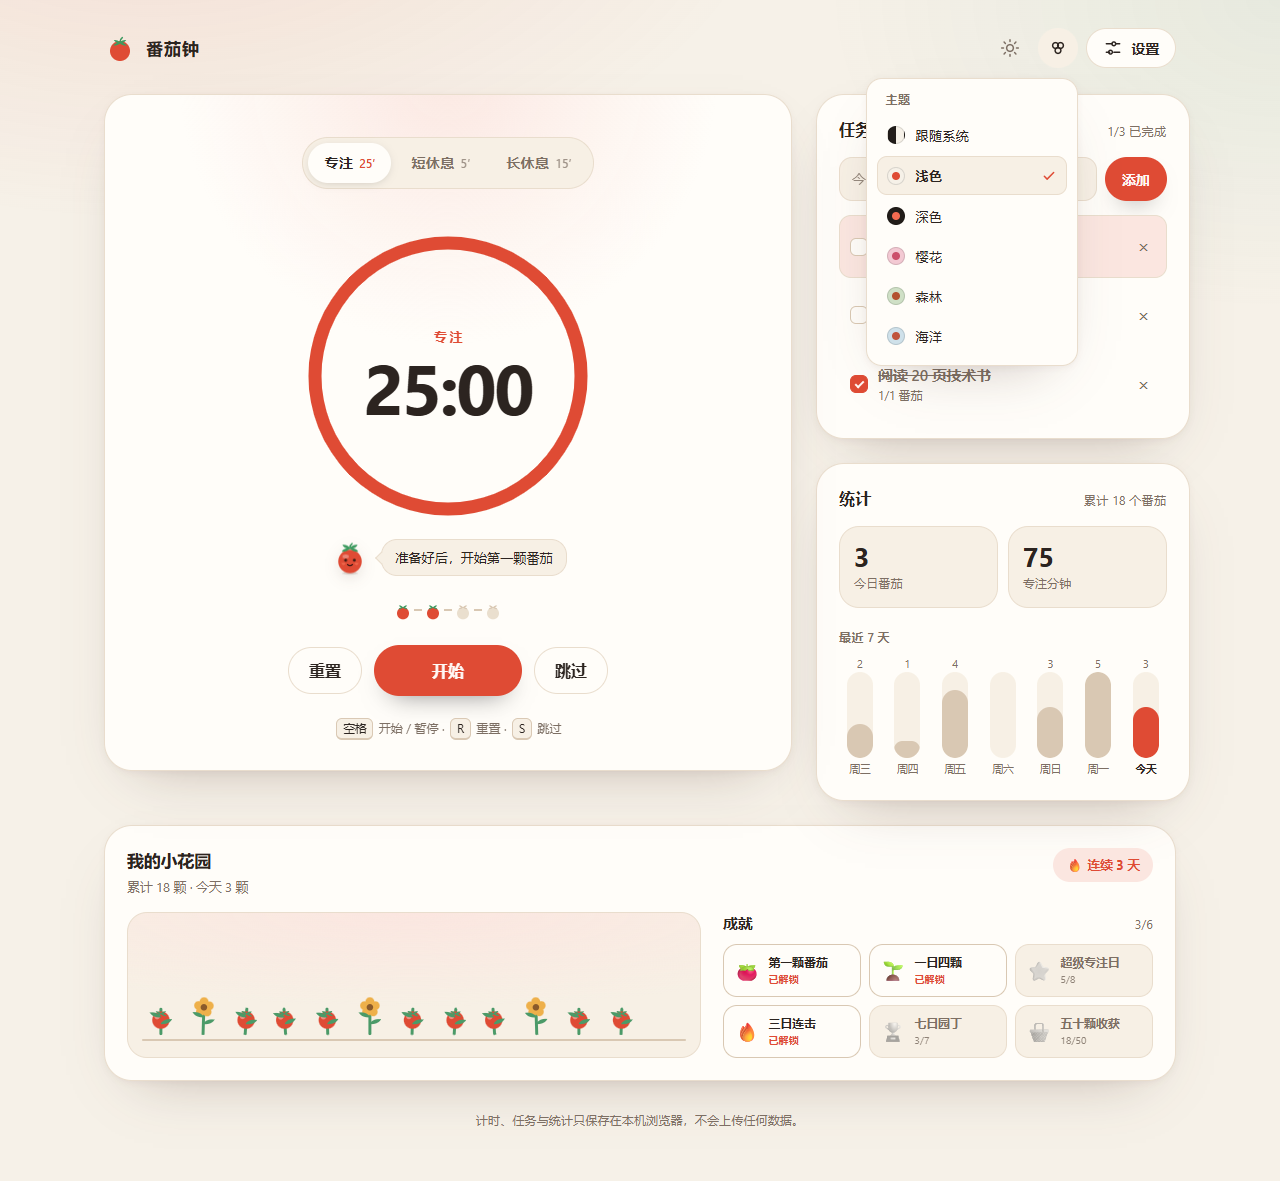 番茄钟
设置
专注 25′
短休息 5′
长休息 15′
专注
25:00
准备好后，开始第一颗番茄
重置
开始
跳过
空格 开始 / 暂停 · R 重置 · S 跳过
主题
跟随系统
浅色
深色
樱花
森林
海洋
任务
1/3 已完成
今
添加
阅读 20 页技术书
1/1 番茄
统计
累计 18 个番茄
3
今日番茄
75
专注分钟
最近 7 天
2 1 4 3 5 3
周三 周四 周五 周六 周日 周一 今天
我的小花园
累计 18 颗 · 今天 3 颗
连续 3 天
成就
3/6
第一颗番茄
已解锁
一日四颗
已解锁
超级专注日
5/8
三日连击
已解锁
七日园丁
3/7
五十颗收获
18/50
计时、任务与统计只保存在本机浏览器，不会上传任何数据。